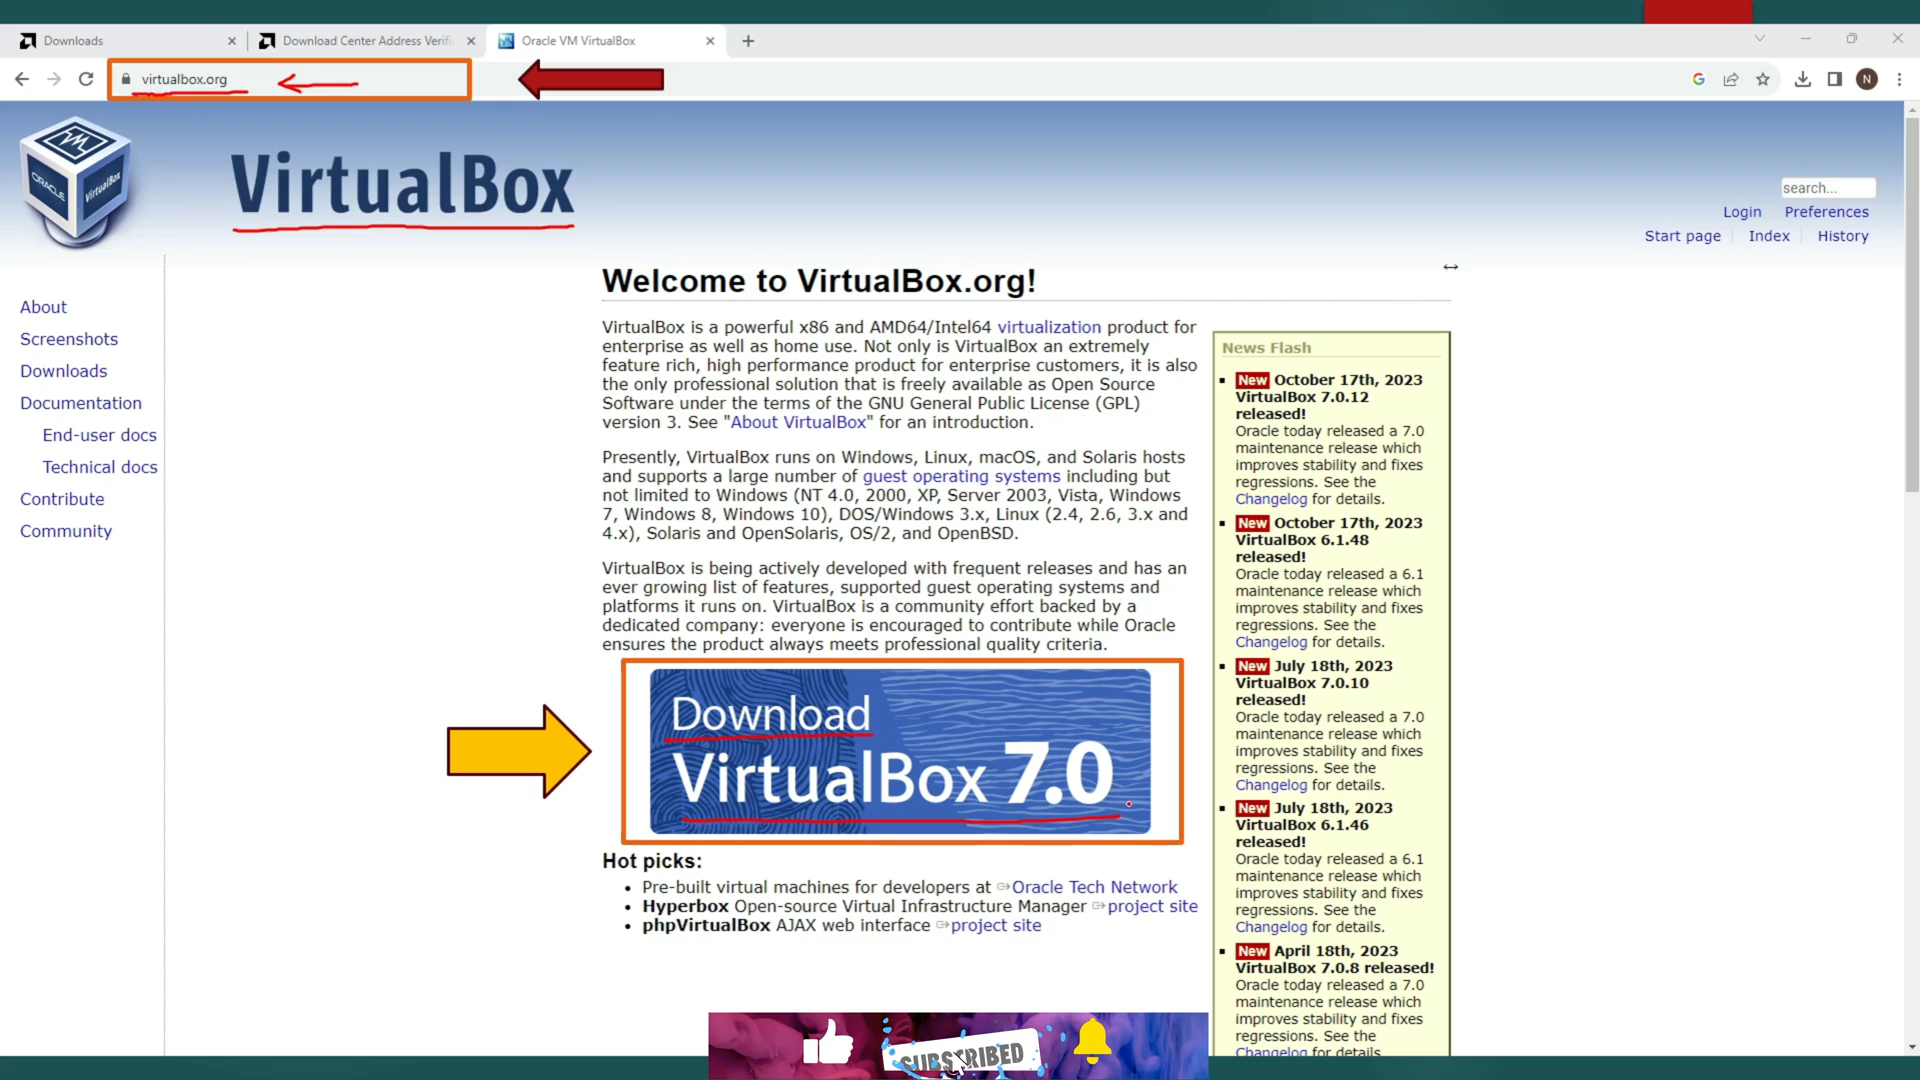 Downloads
Download Center Address Verifi
Oracle VM VirtualBox
virtualbox.org
N
ORACLE
VirtualBox
VirtualBox
search...
Login
Preferences
Start page
Index
History
About
Screenshots
Downloads
Documentation
End-user docs
Technical docs
Contribute
Community
Welcome to VirtualBox.org!
VirtualBox is a powerful x86 and AMD64/Intel64 virtualization product for
enterprise as well as home use. Not only is VirtualBox an extremely
feature rich, high performance product for enterprise customers, it is also
the only professional solution that is freely available as Open Source
Software under the terms of the GNU General Public License (GPL)
version 3. See "About VirtualBox" for an introduction.
Presently, VirtualBox runs on Windows, Linux, macOS, and Solaris hosts
and supports a large number of guest operating systems including but
not limited to Windows (NT 4.0, 2000, XP, Server 2003, Vista, Windows
7, Windows 8, Windows 10), DOS/Windows 3.x, Linux (2.4, 2.6, 3.x and
4.x), Solaris and OpenSolaris, OS/2, and OpenBSD.
VirtualBox is being actively developed with frequent releases and has an
ever growing list of features, supported guest operating systems and
platforms it runs on. VirtualBox is a community effort backed by a
dedicated company: everyone is encouraged to contribute while Oracle
ensures the product always meets professional quality criteria.
Download
VirtualBox 7.0
Hot picks:
Pre-built virtual machines for developers at Oracle Tech Network
Hyperbox Open-source Virtual Infrastructure Manager project site
phpVirtualBox AJAX web interface project site
News Flash
New October 17th, 2023
VirtualBox 7.0.12
released!
Oracle today released a 7.0
maintenance release which
improves stability and fixes
regressions. See the
Changelog for details.
New October 17th, 2023
VirtualBox 6.1.48
released!
Oracle today released a 6.1
maintenance release which
improves stability and fixes
regressions. See the
Changelog for details.
New July 18th, 2023
VirtualBox 7.0.10
released!
Oracle today released a 7.0
maintenance release which
improves stability and fixes
regressions. See the
Changelog for details.
New July 18th, 2023
VirtualBox 6.1.46
released!
Oracle today released a 6.1
maintenance release which
improves stability and fixes
regressions. See the
Changelog for details.
New April 18th, 2023
VirtualBox 7.0.8 released!
Oracle today released a 7.0
maintenance release which
improves stability and fixes
regressions. See the
Changelog for details.
SUBSCRIBED